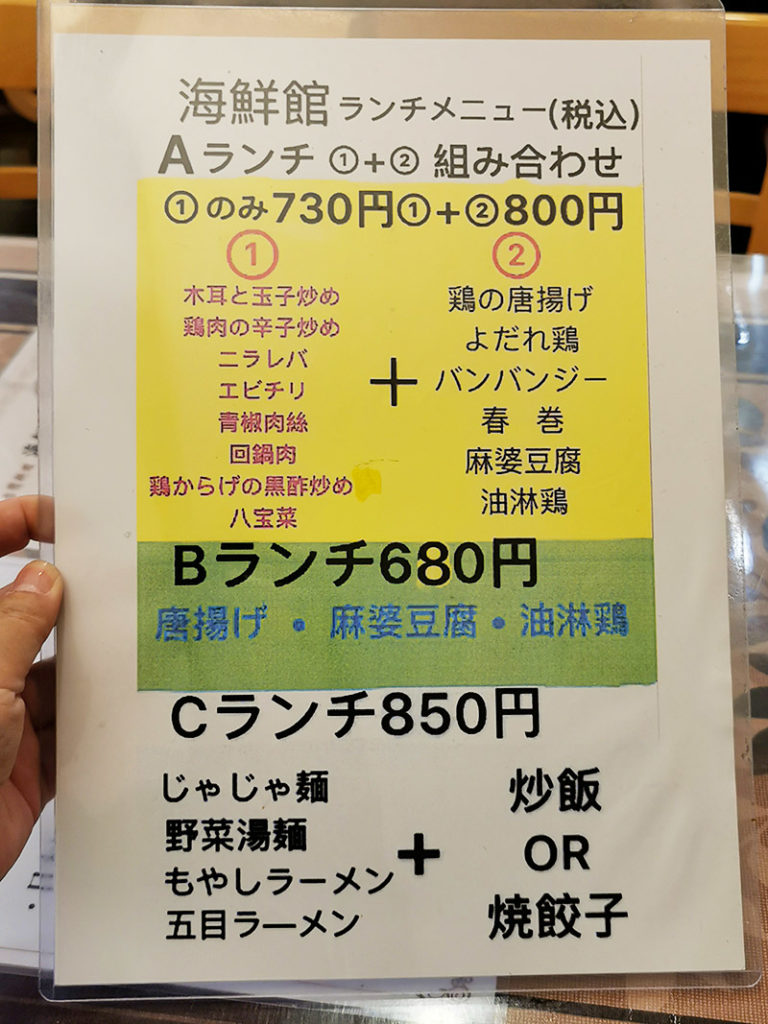 海鮮館ランチメニュー(税込)
Aランチ ①+② 組み合わせ
①のみ730円①+②800円
①
木耳と玉子炒め
鶏肉の辛子炒め
ニラレバ
エビチリ
青椒肉絲
回鍋肉
鶏からげの黒酢炒め
八宝菜
+
②
鶏の唐揚げ
よだれ鶏
バンバンジー
春 巻
麻婆豆腐
油淋鶏
Bランチ680円
唐揚げ・麻婆豆腐・油淋鶏
Cランチ850円
じゃじゃ麺
野菜湯麺
もやしラーメン
五目ラーメン
+
炒飯
OR
焼餃子